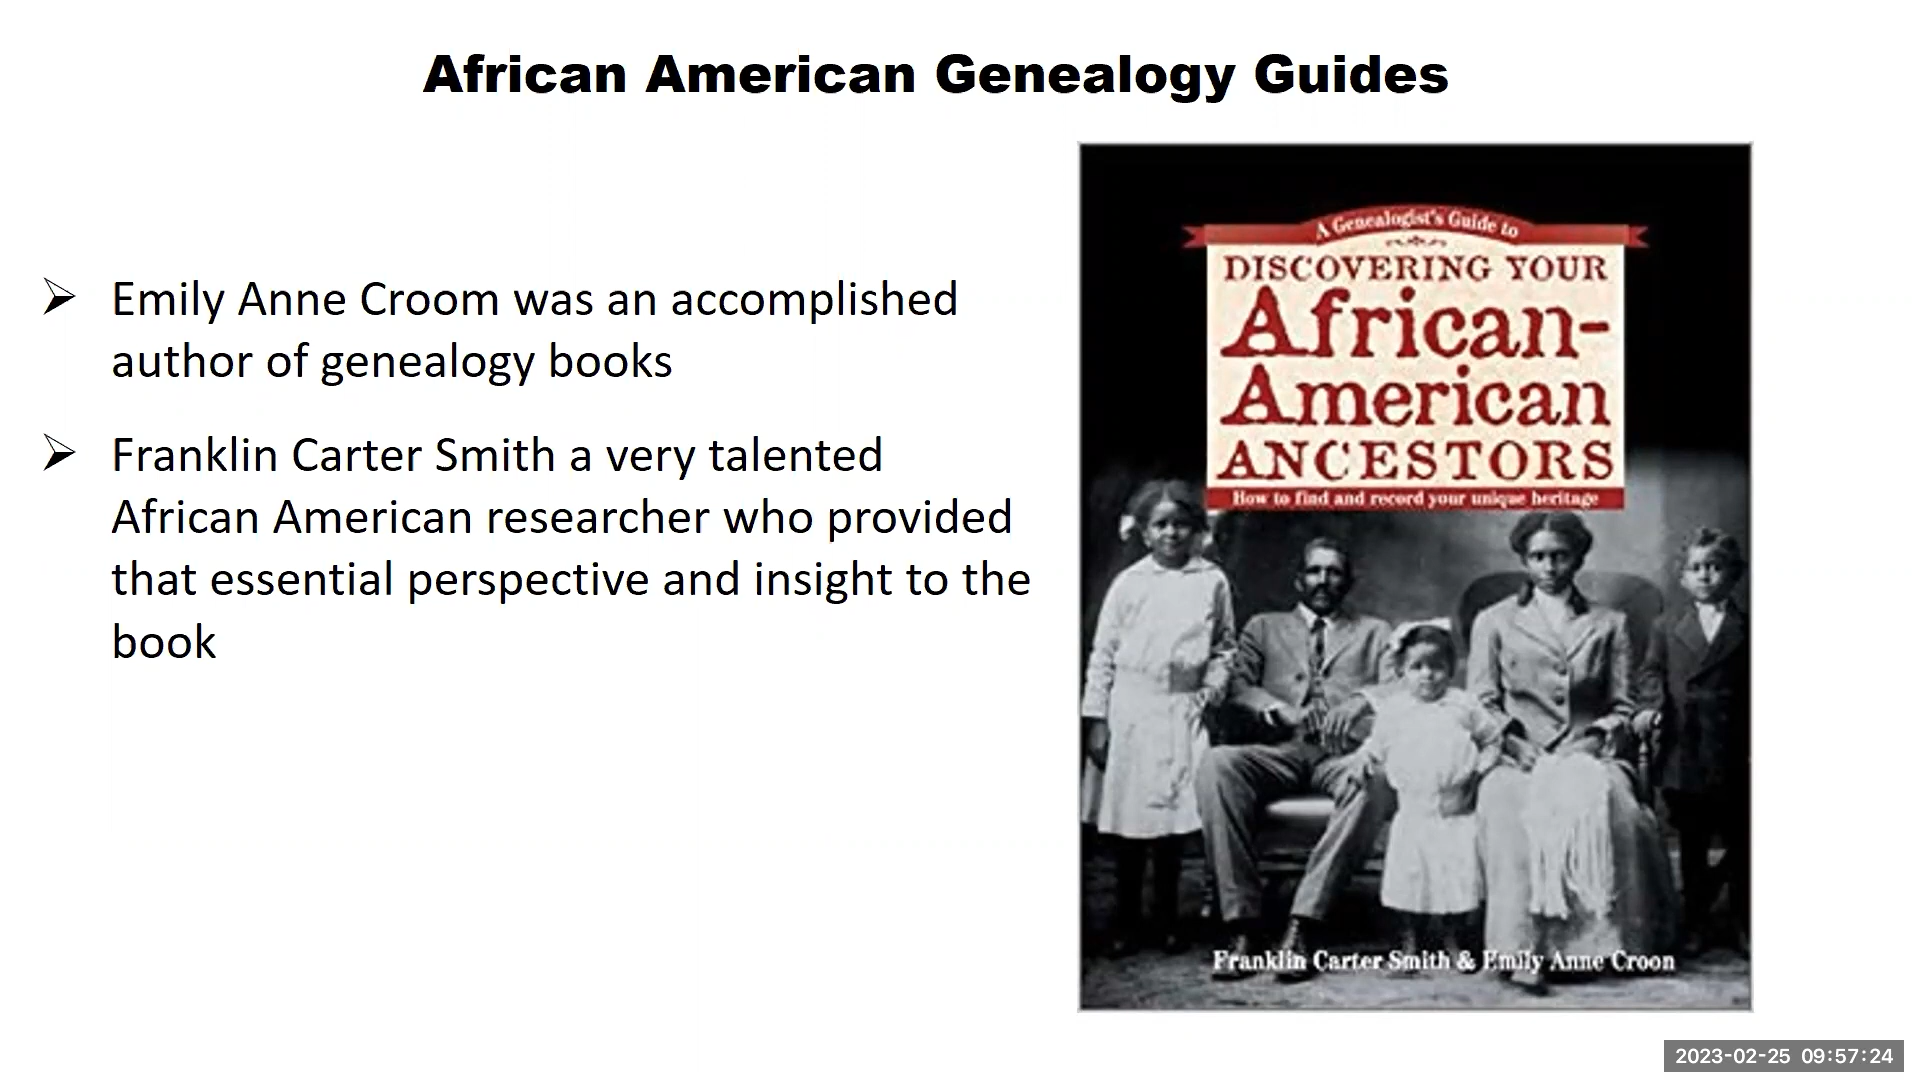 African American Genealogy Guides
Emily Anne Croom was an accomplished
author of genealogy books
Franklin Carter Smith a very talented
African American researcher who provided
that essential perspective and insight to the
book
A Genealogist's Guide to
DISCOVERING YOUR
African-
American
ANCESTORS
How to find and record your unique heritage
Franklin Carter Smith & Emily Anne Croon
2023-02-25 09:57:24